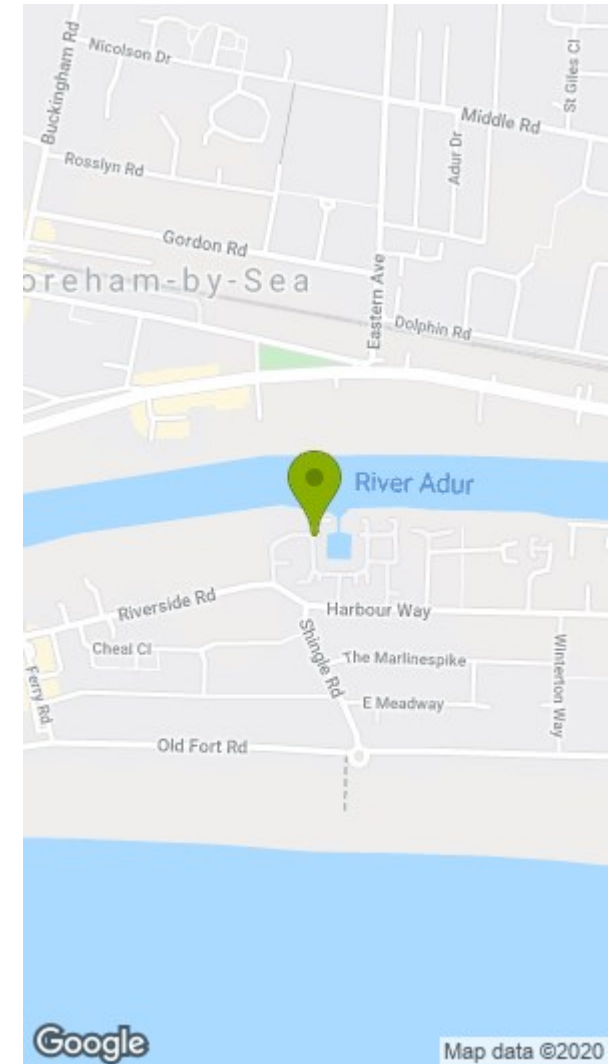 Buckingham Rd
Nicolson Dr
St Giles Cl
Middle Rd
Adur Dr
Rosslyn Rd
Gordon Rd
oreham-by-Sea
Eastern Ave
Dolphin Rd
River Adur
Riverside Rd
Harbour Way
Cheal Cl
Shingle Rd
The Marlinespike
Winterton Way
Ferry Rd
E Meadway
Old Fort Rd
Google
Map data ©2020